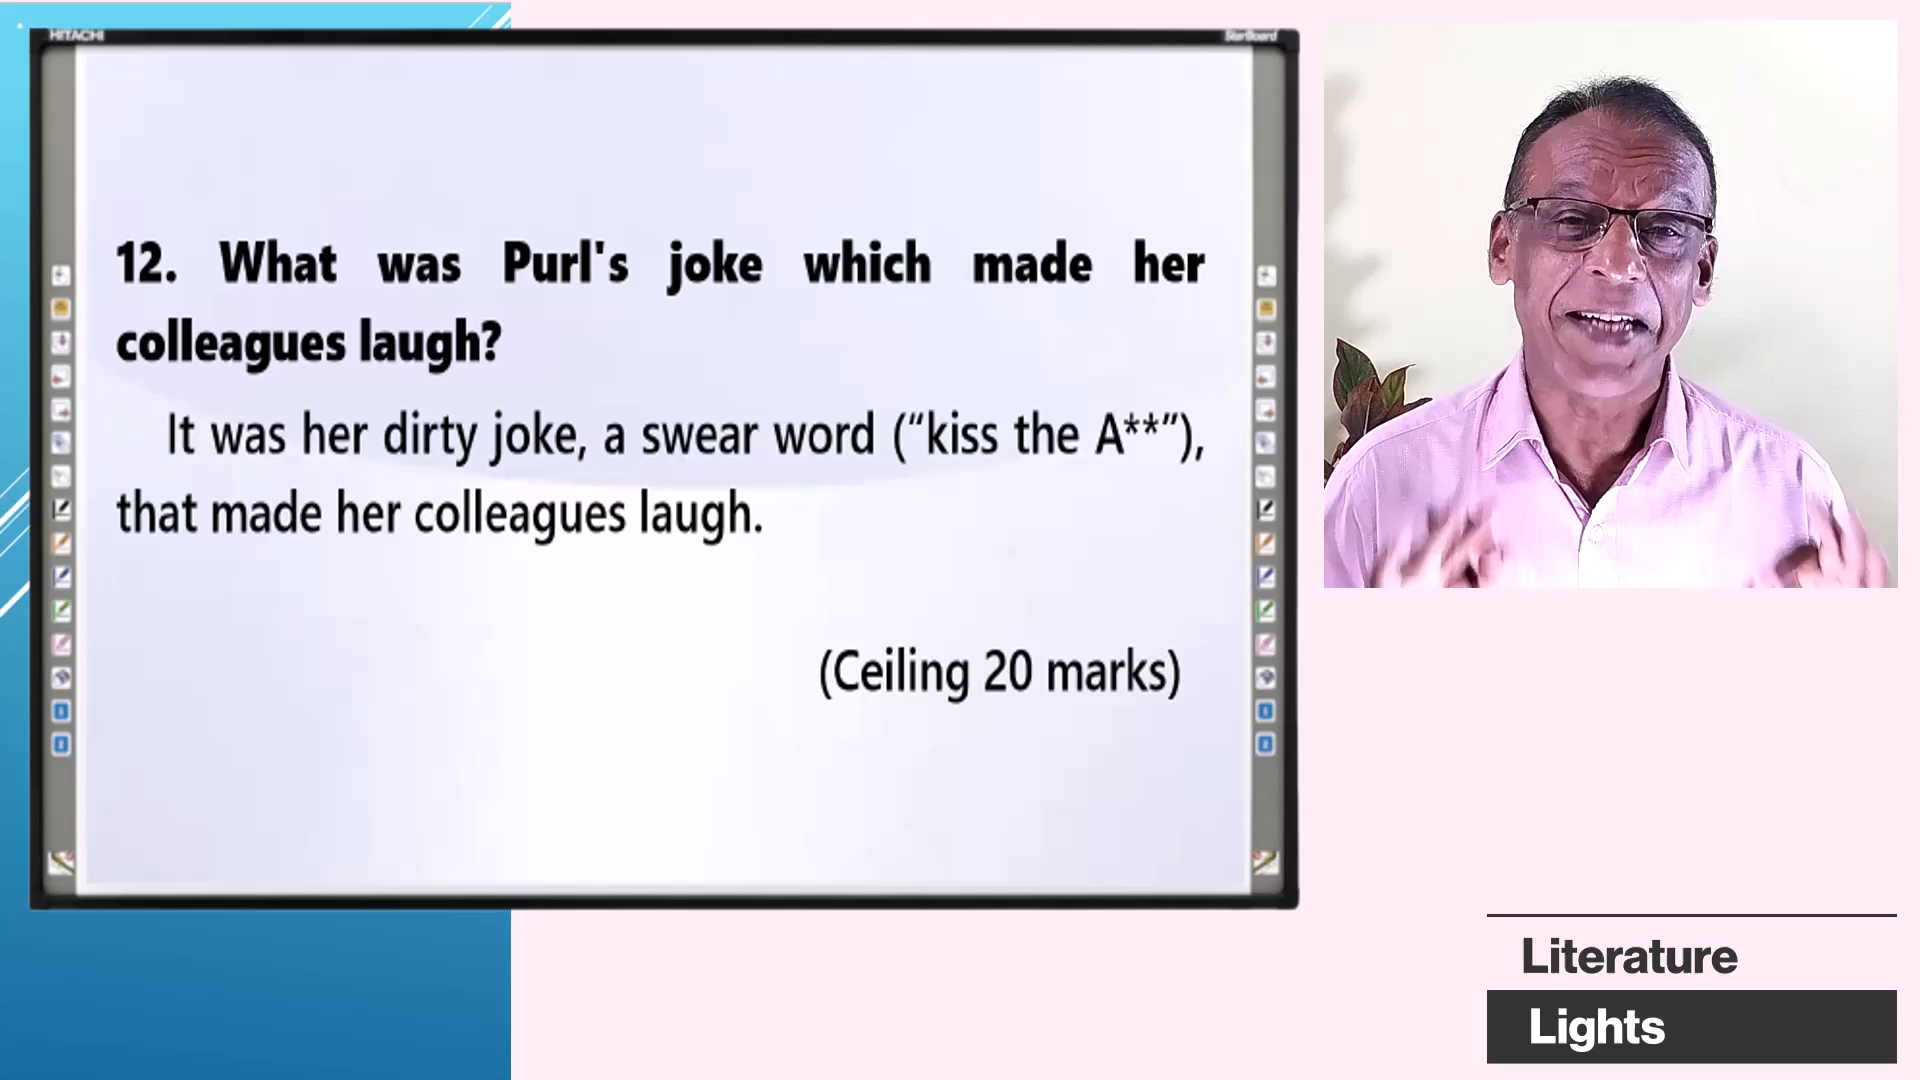 HITACHI
StarBoard
12. What was Purl's joke which made her
colleagues laugh?
It was her dirty joke, a swear word (“kiss the A**”),
that made her colleagues laugh.
(Ceiling 20 marks)
Literature
Lights